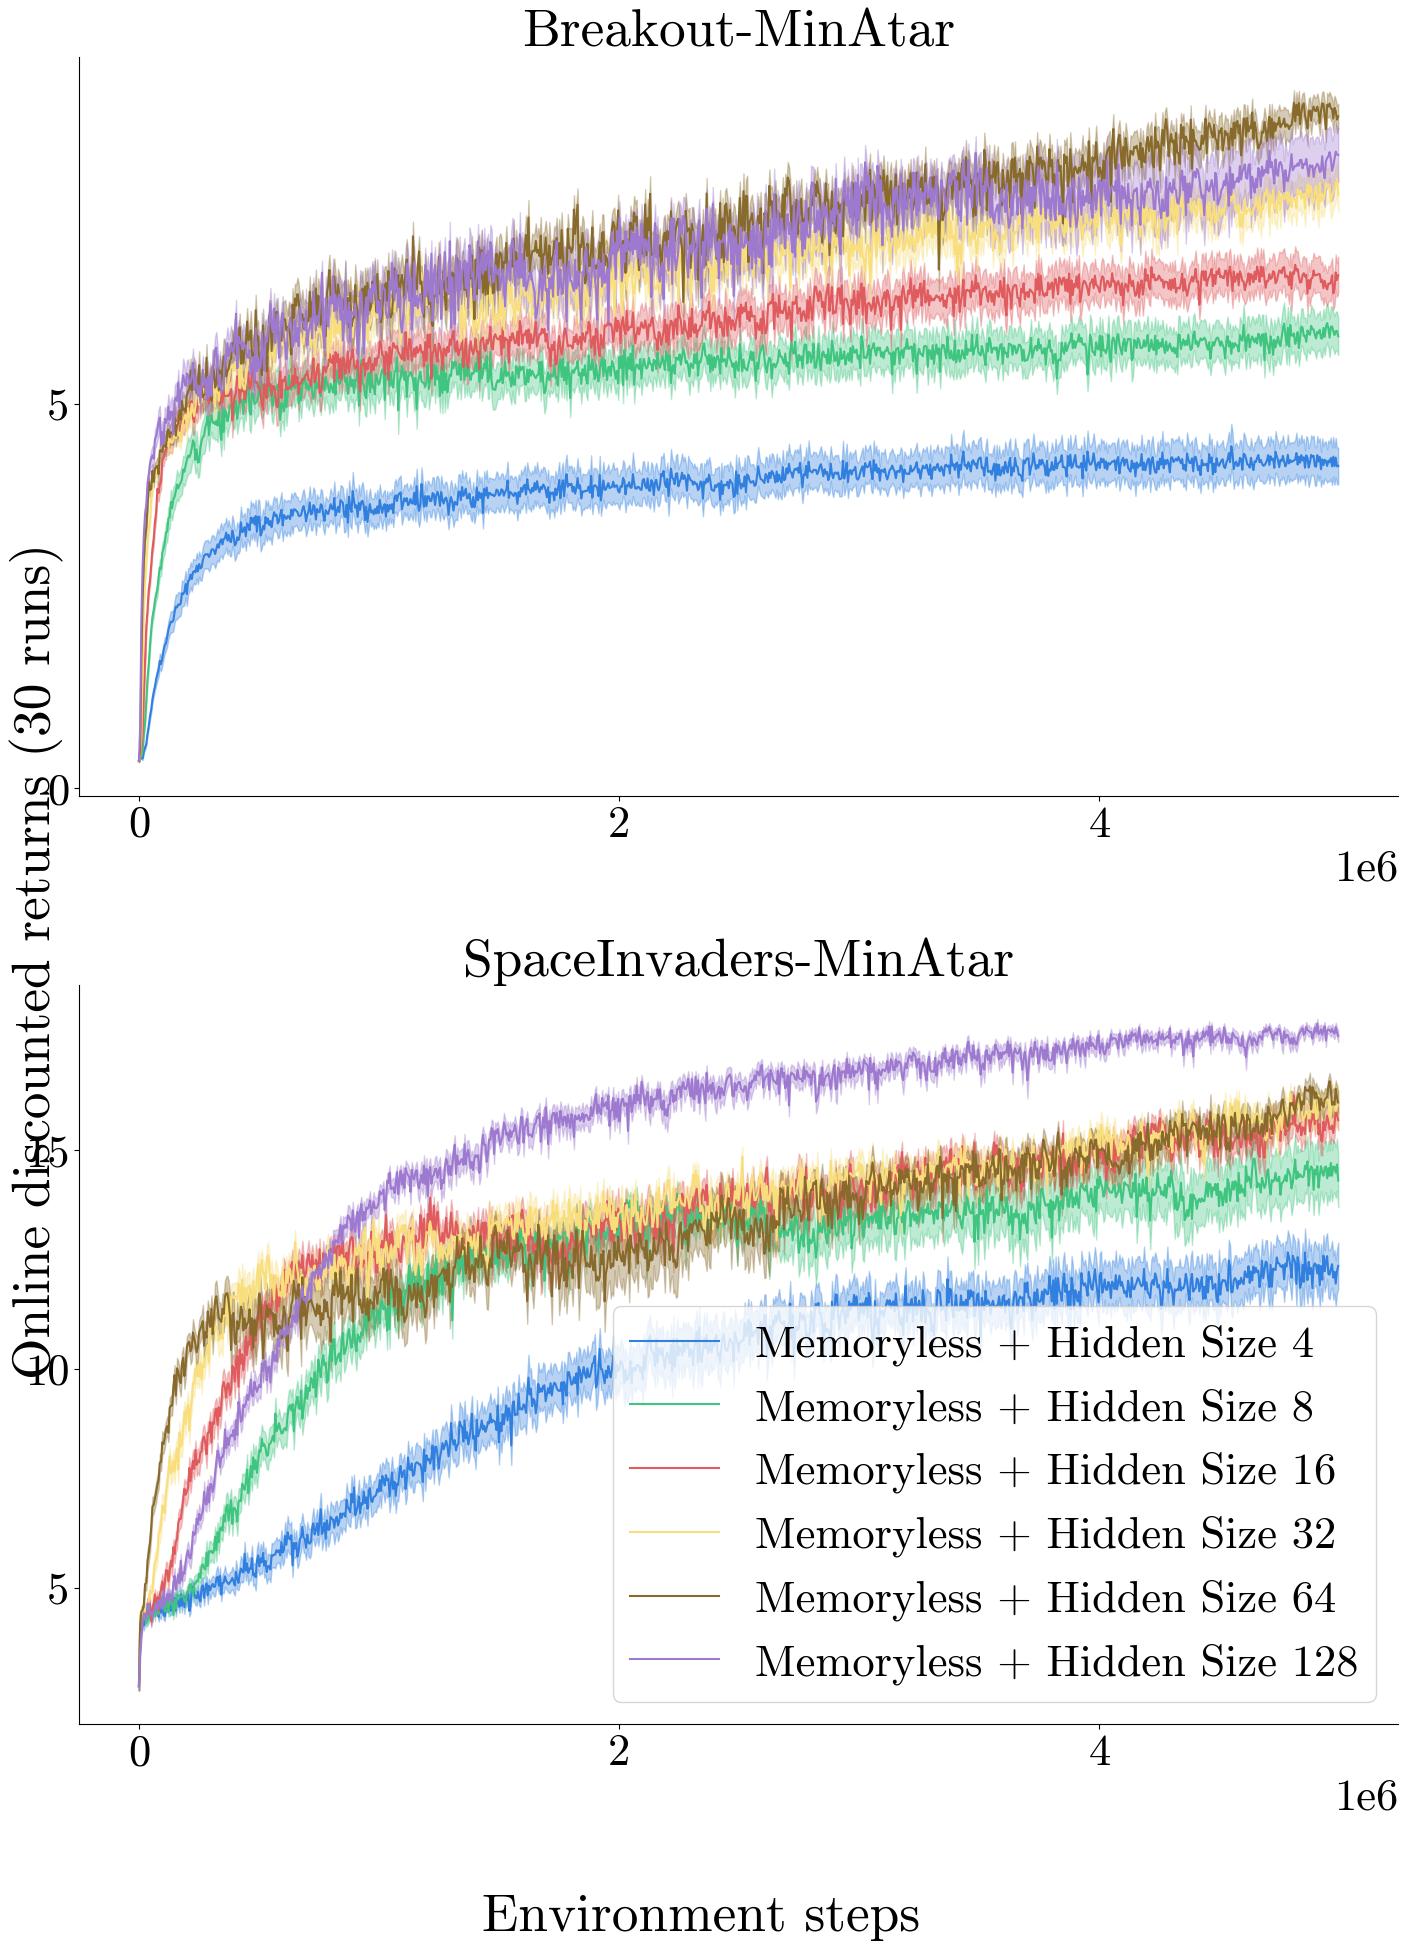 Breakout-MinAtar
5
0
0 2 4
1e6
Online discounted returns (30 runs)
SpaceInvaders-MinAtar
15
10
5
Memoryless + Hidden Size 4
Memoryless + Hidden Size 8
Memoryless + Hidden Size 16
Memoryless + Hidden Size 32
Memoryless + Hidden Size 64
Memoryless + Hidden Size 128
0 2 4
1e6
Environment steps